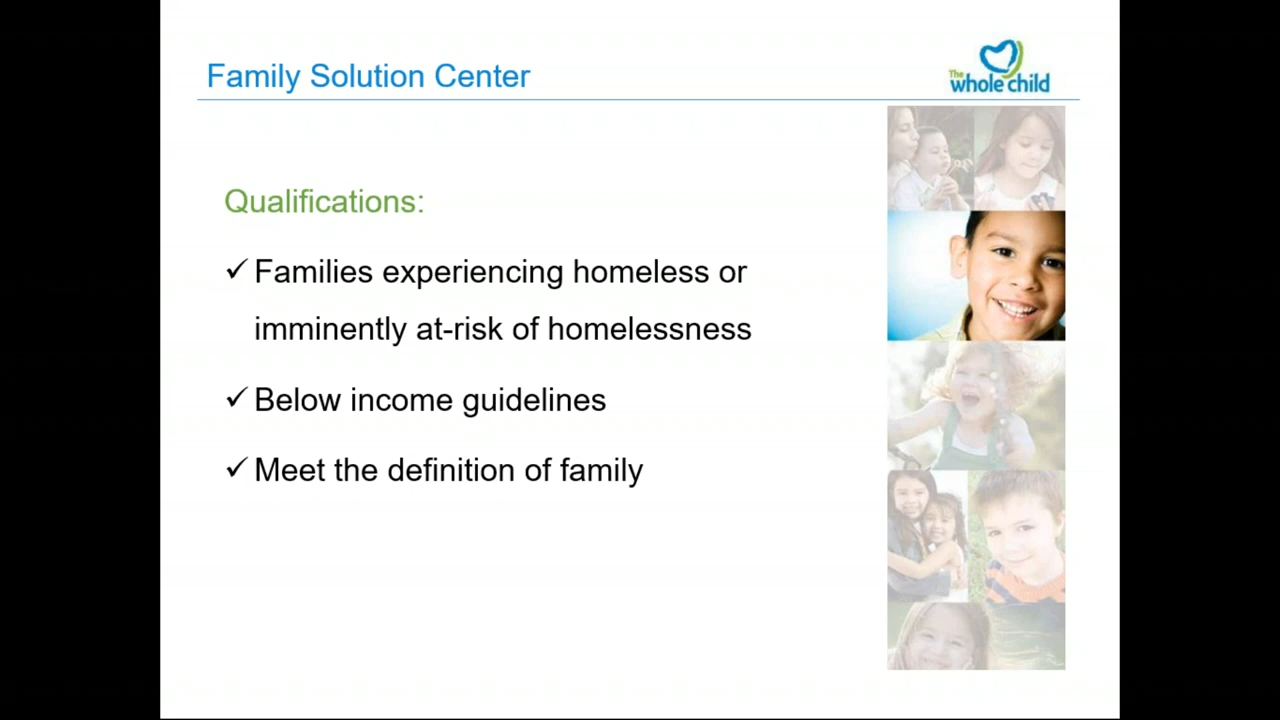 Family Solution Center
The
whole child
Qualifications:
✓ Families experiencing homeless or
imminently at-risk of homelessness
✓ Below income guidelines
✓ Meet the definition of family